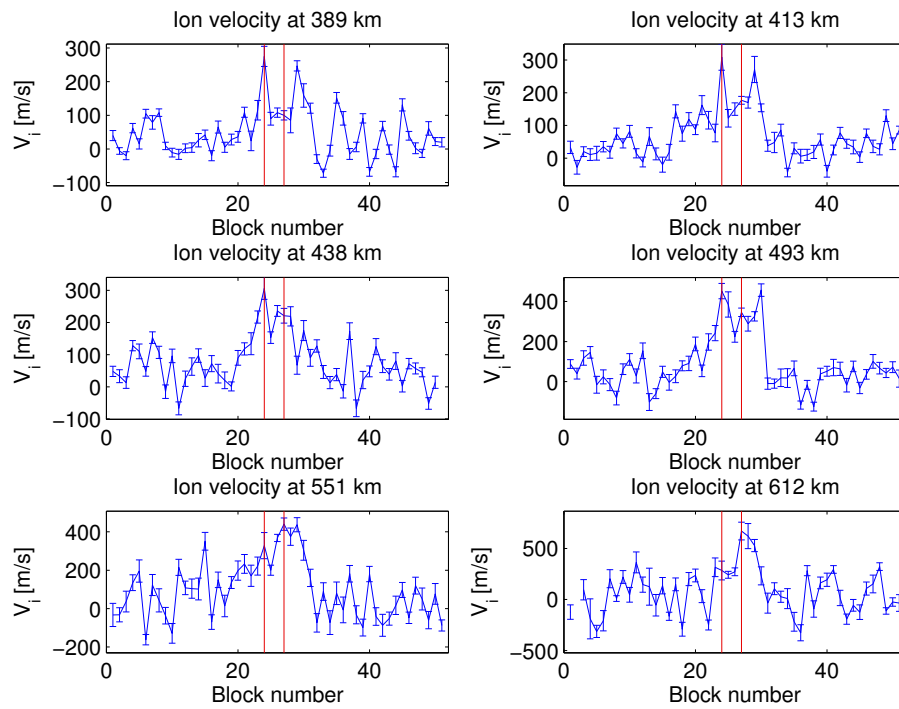 Ion velocity at 389 km
300
200
100
0
−100
V_i [m/s]
0
20
40
Block number
Ion velocity at 413 km
300
200
100
0
V_i [m/s]
0
20
40
Block number
Ion velocity at 438 km
300
200
100
0
−100
V_i [m/s]
0
20
40
Block number
Ion velocity at 493 km
400
200
0
V_i [m/s]
0
20
40
Block number
Ion velocity at 551 km
400
200
0
−200
V_i [m/s]
0
20
40
Block number
Ion velocity at 612 km
500
0
−500
V_i [m/s]
0
20
40
Block number